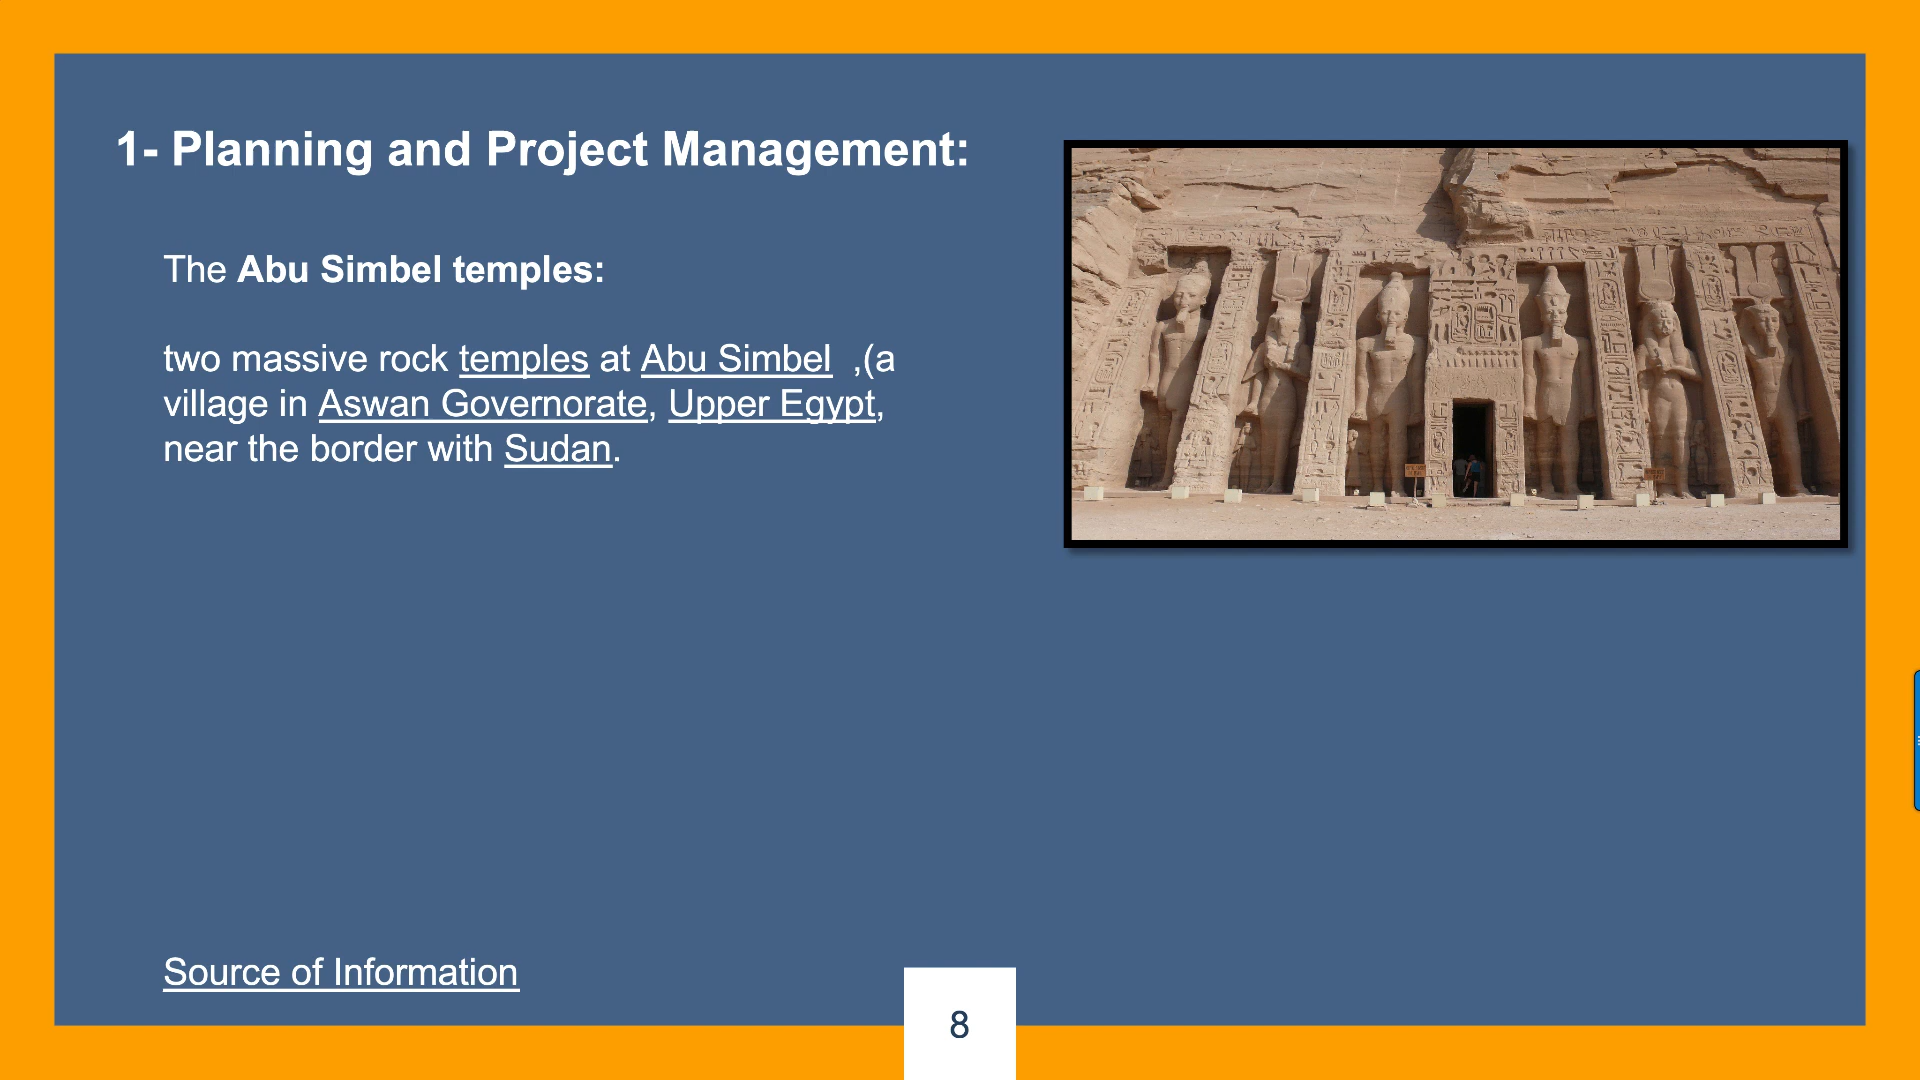 1- Planning and Project Management:
The Abu Simbel temples:
two massive rock temples at Abu Simbel  ,(a
village in Aswan Governorate, Upper Egypt,
near the border with Sudan.
Source of Information
8